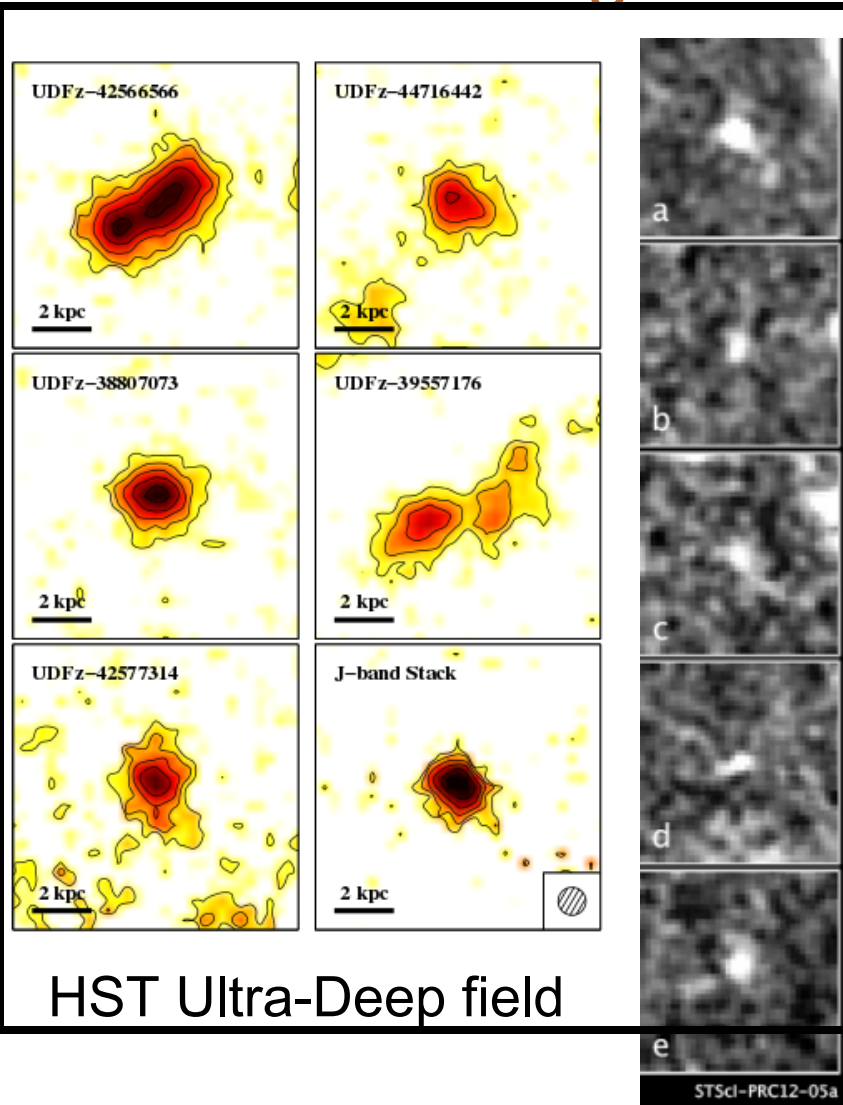 UDFz-42566566
2 kpc
UDFz-44716442
2 kpc
UDFz-38807073
2 kpc
UDFz-39557176
2 kpc
UDFz-42577314
2 kpc
J-band Stack
2 kpc
HST Ultra-Deep field
a
b
c
d
e
STScI-PRC12-05a